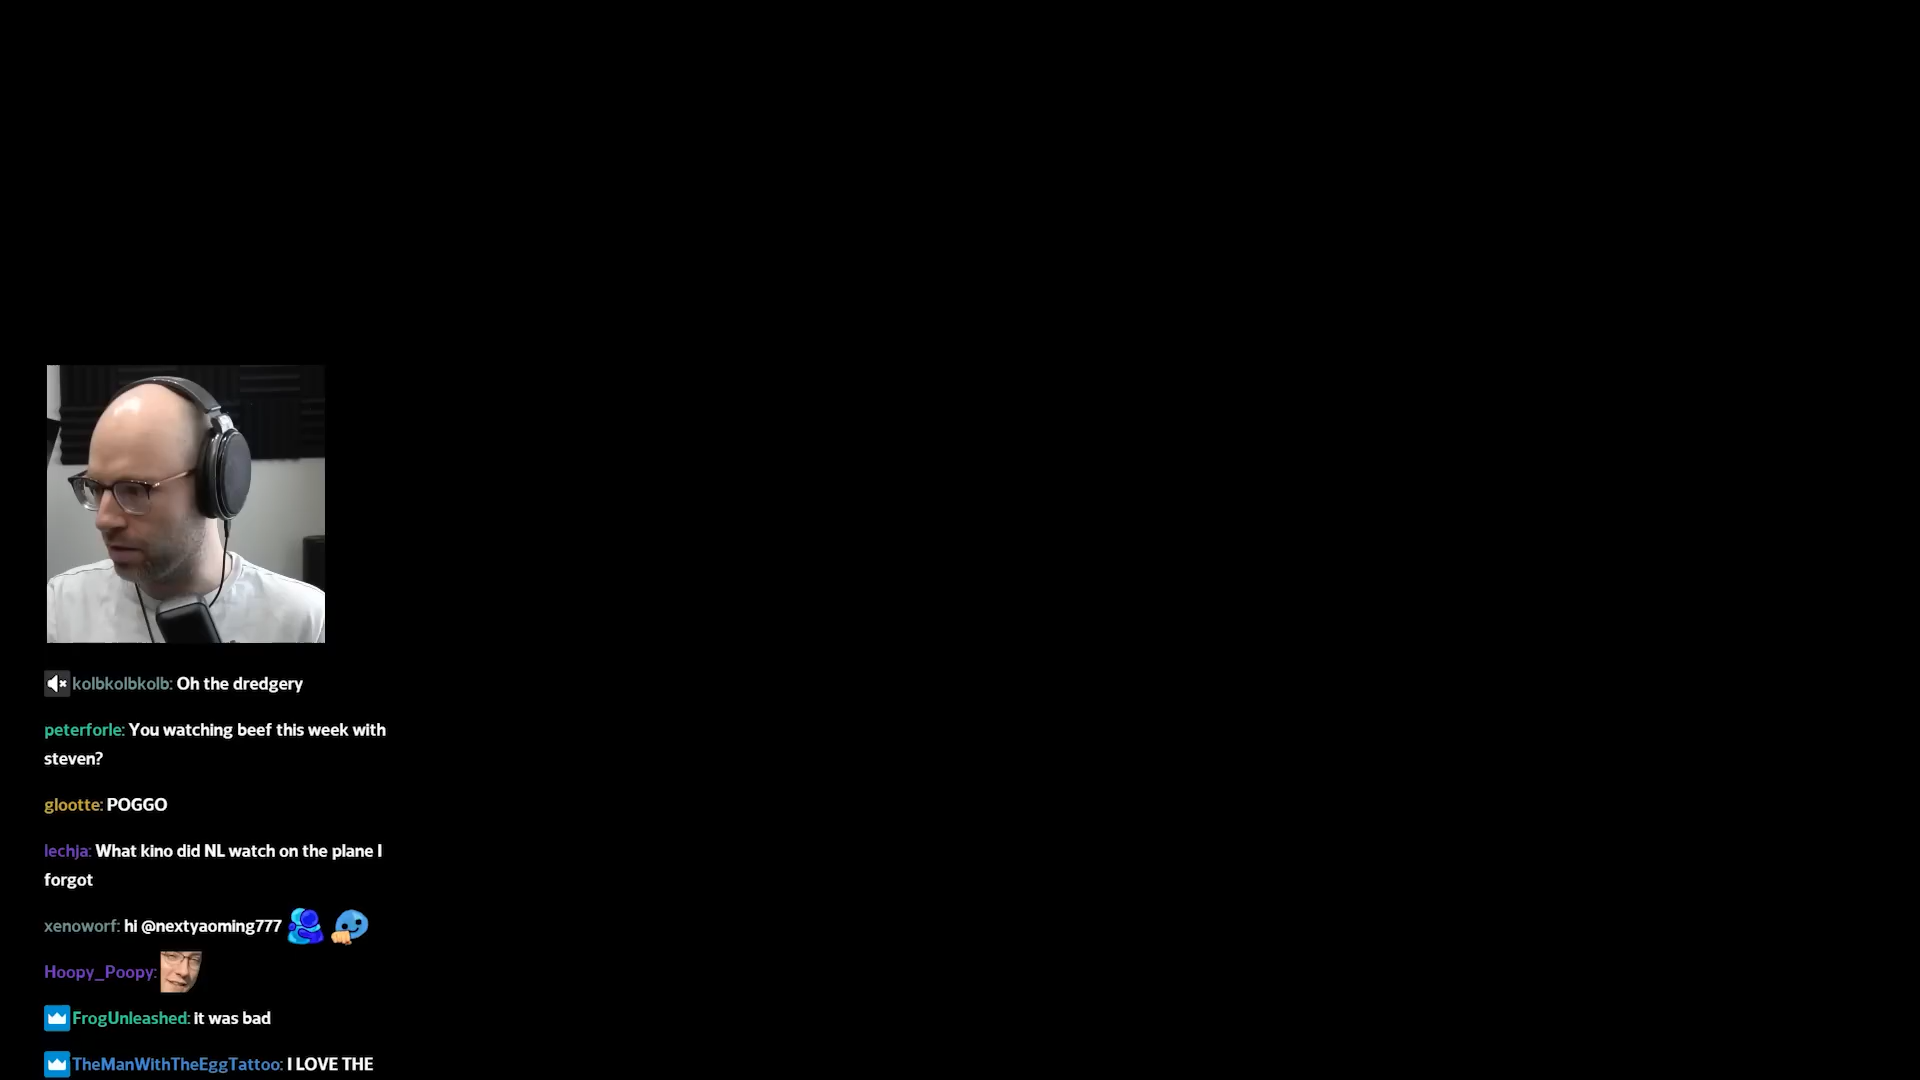 kolbkolbkolb: Oh the dredgery
peterforle: You watching beef this week with
steven?
glootte: POGGO
lechja: What kino did NL watch on the plane I
forgot
xenoworf: hi @nextyaoming777
Hoopy_Poopy:
FrogUnleashed: it was bad
TheManWithTheEggTattoo: I LOVE THE